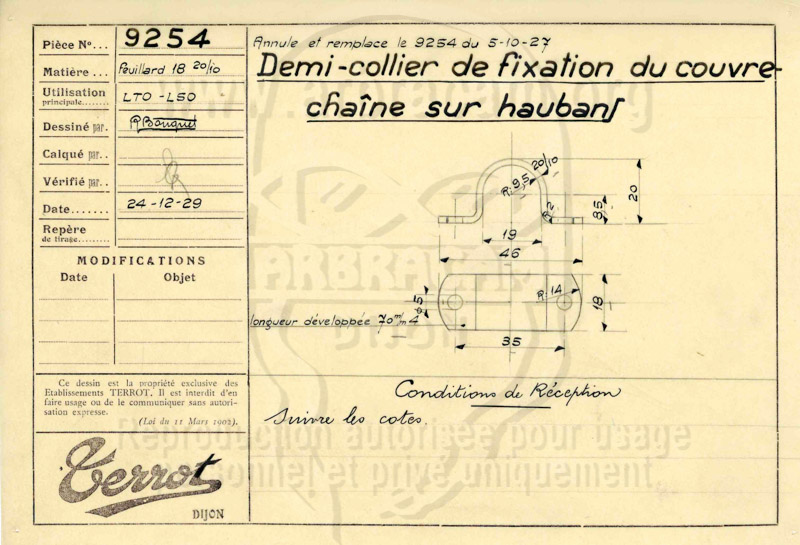 Pièce N°... 9254
Matière ... Feuillard 18 20/10
Utilisation
principale........ LTO - LSO
Dessiné par. R Bouquet
Calqué par..
Vérifié par..
Date....... 24-12-29
Repère
de tirage.
MODIFICATIONS
Date Objet
Ce dessin est la propriété exclusive des
Etablissements TERROT. Il est interdit d'en
faire usage ou de le communiquer sans autori-
sation expresse.
(Loi du 11 Mars 1902).
Terrot
DIJON
Annule et remplace le 9254 du 5-10-27
Demi-collier de fixation du couvre-
chaîne sur haubans
R. 9,5
20/10
R. 2
8,5
20
19
46
R. 14
18
ø 5
longueur développée 70 m/m 4
35
Conditions de Réception
Suivre les cotes.
Reproduction autorisée pour usage
personnel et privé uniquement